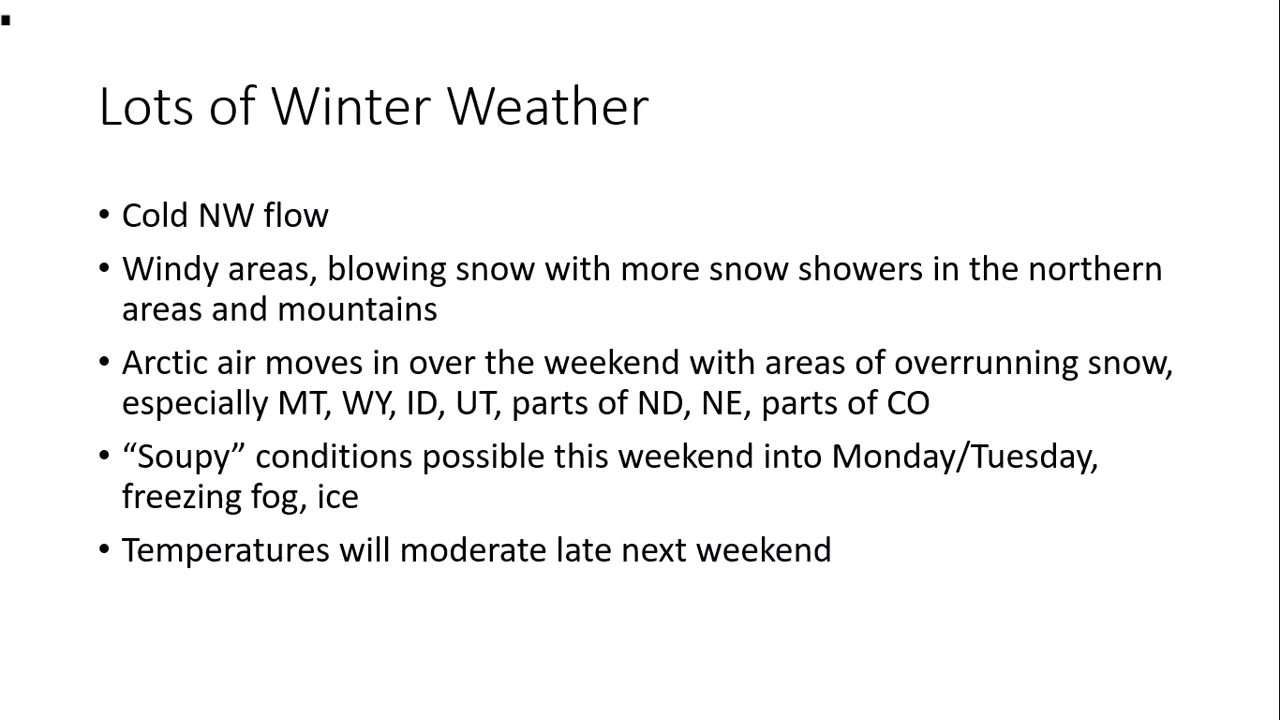 Lots of Winter Weather
• Cold NW flow
• Windy areas, blowing snow with more snow showers in the northern
areas and mountains
• Arctic air moves in over the weekend with areas of overrunning snow,
especially MT, WY, ID, UT, parts of ND, NE, parts of CO
• “Soupy” conditions possible this weekend into Monday/Tuesday,
freezing fog, ice
• Temperatures will moderate late next weekend